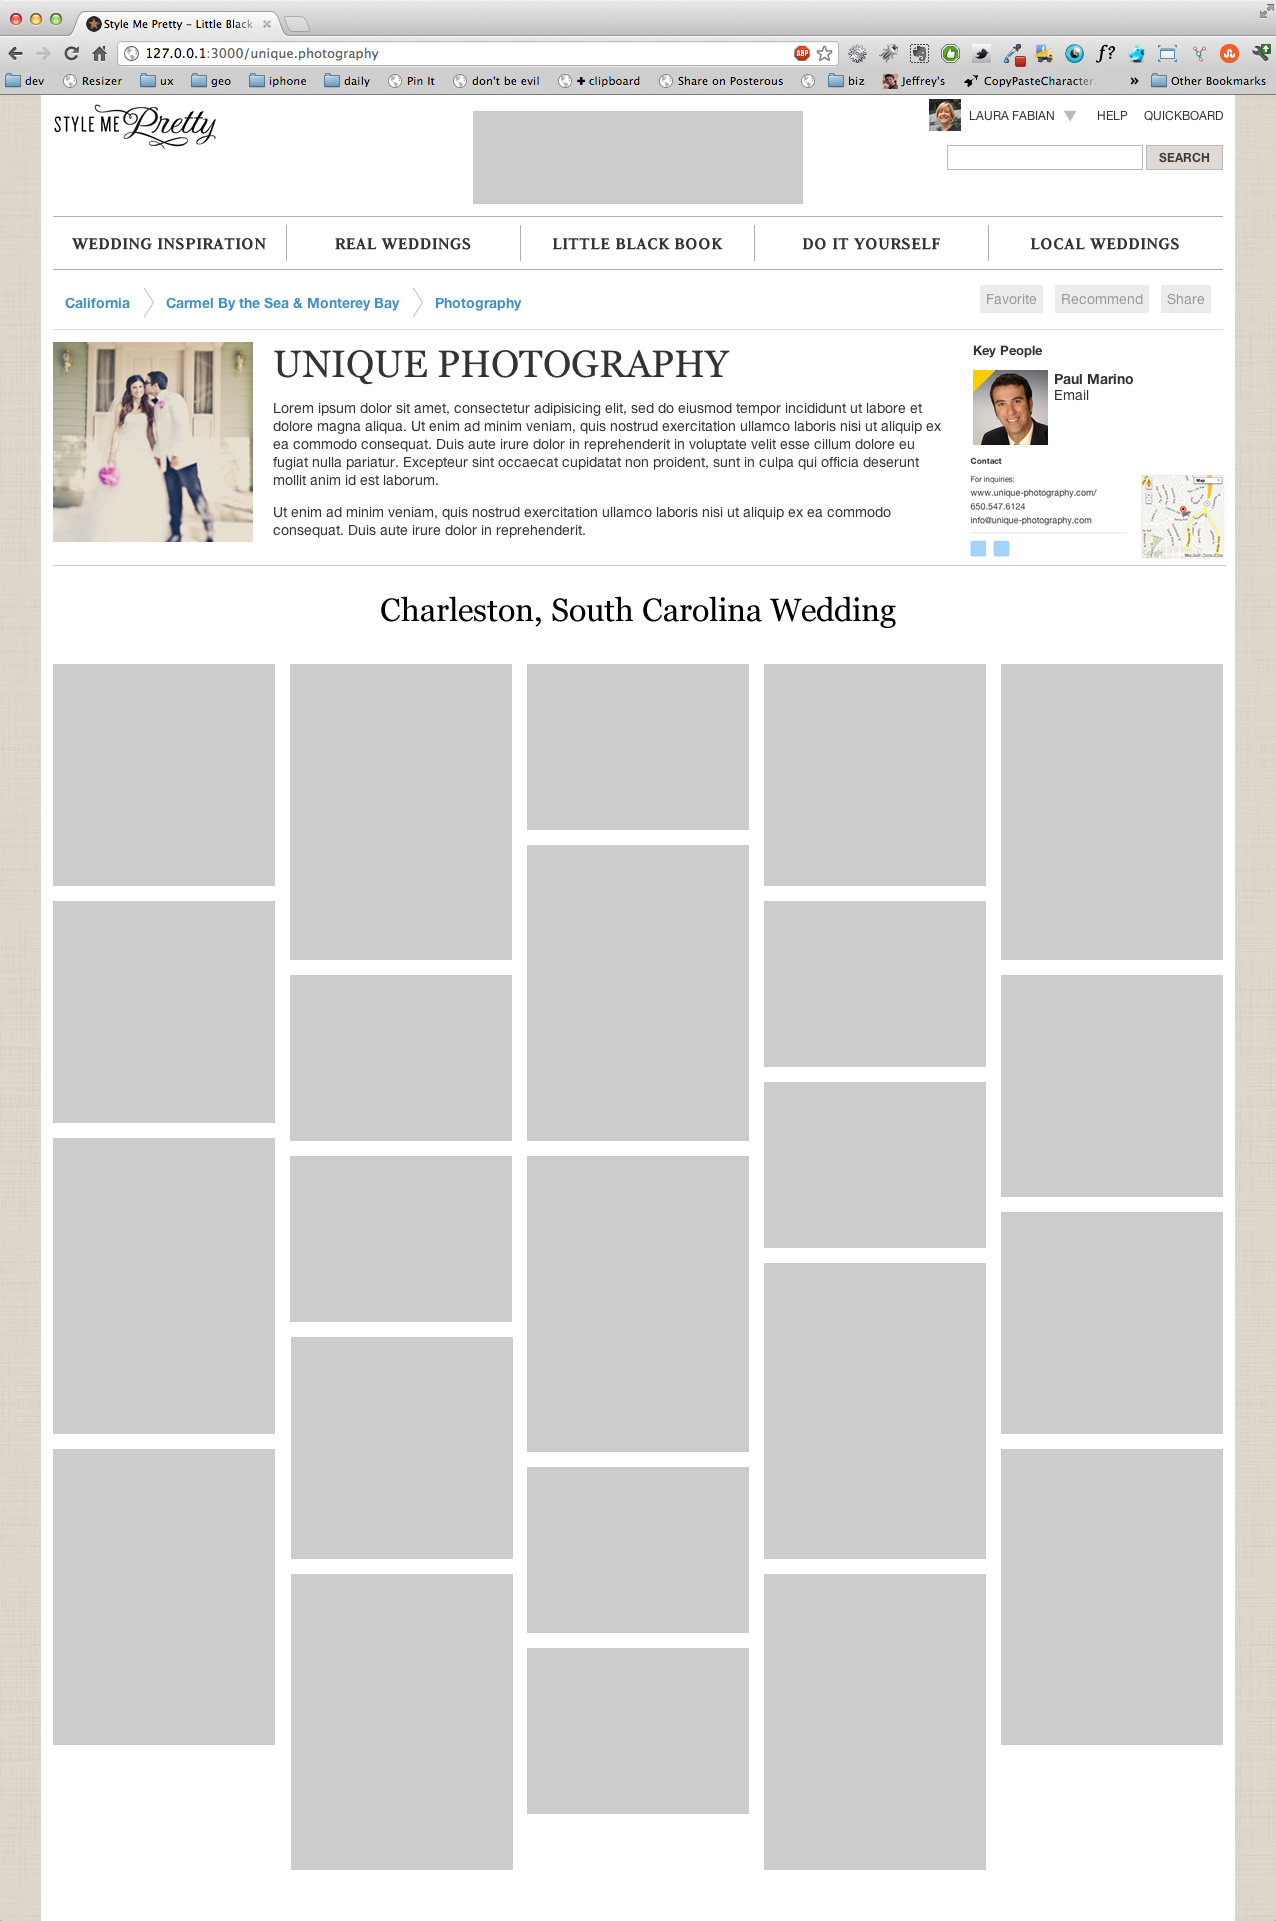 Style Me Pretty – Little Black
127.0.0.1:3000/unique.photography
ABP
f?
dev
Resizer
ux
geo
iphone
daily
Pin It
don't be evil
+ clipboard
Share on Posterous
biz
Jeffrey's
CopyPasteCharacter.
»
Other Bookmarks
STYLE ME Pretty
LAURA FABIAN
HELP
QUICKBOARD
SEARCH
WEDDING INSPIRATION
REAL WEDDINGS
LITTLE BLACK BOOK
DO IT YOURSELF
LOCAL WEDDINGS
California
Carmel By the Sea & Monterey Bay
Photography
Favorite
Recommend
Share
UNIQUE PHOTOGRAPHY
Lorem ipsum dolor sit amet, consectetur adipisicing elit, sed do eiusmod tempor incididunt ut labore et
dolore magna aliqua. Ut enim ad minim veniam, quis nostrud exercitation ullamco laboris nisi ut aliquip ex
ea commodo consequat. Duis aute irure dolor in reprehenderit in voluptate velit esse cillum dolore eu
fugiat nulla pariatur. Excepteur sint occaecat cupidatat non proident, sunt in culpa qui officia deserunt
mollit anim id est laborum.
Ut enim ad minim veniam, quis nostrud exercitation ullamco laboris nisi ut aliquip ex ea commodo
consequat. Duis aute irure dolor in reprehenderit.
Key People
Paul Marino
Email
Contact
For inquiries:
www.unique-photography.com/
650.547.6124
info@unique-photography.com
Map
Charleston, South Carolina Wedding